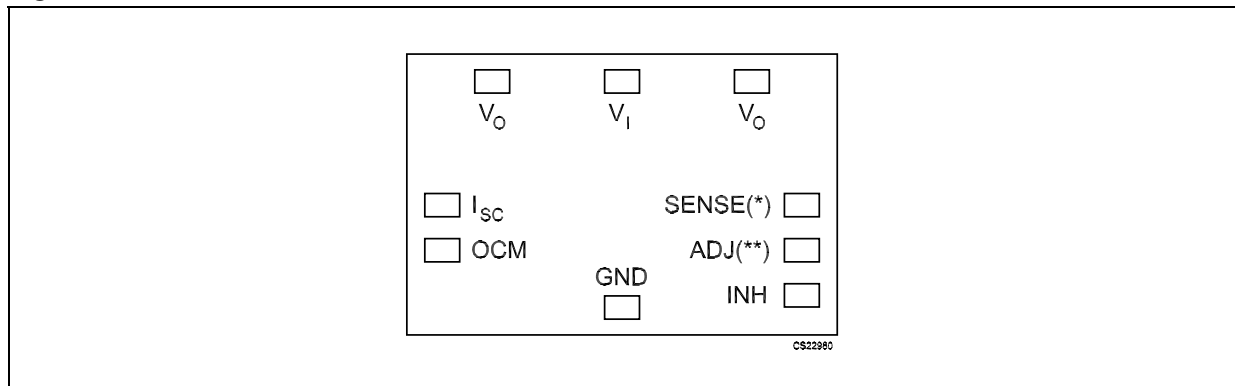 V_O V_I V_O
I_SC SENSE(*)
OCM ADJ(**)
GND
INH
CS22980